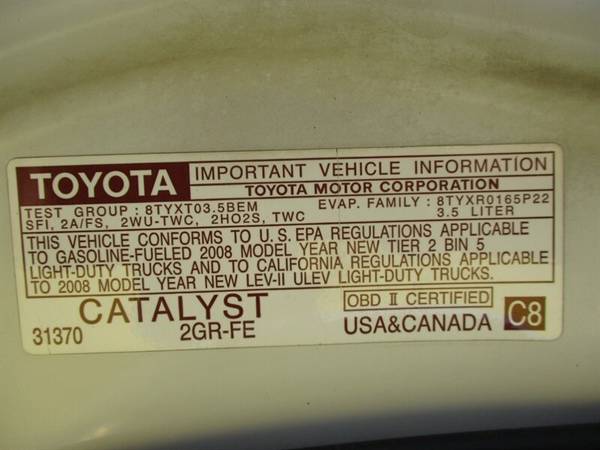 TOYOTA IMPORTANT VEHICLE INFORMATION
TOYOTA MOTOR CORPORATION
TEST GROUP : 8TYXT03.5BEM EVAP. FAMILY : 8TYXR0165P22
SFI, 2A/FS, 2WU-TWC, 2HO2S, TWC 3.5 LITER
THIS VEHICLE CONFORMS TO U.S.EPA REGULATIONS APPLICABLE
TO GASOLINE-FUELED 2008 MODEL YEAR NEW TIER 2 BIN 5
LIGHT-DUTY TRUCKS AND TO CALIFORNIA REGULATIONS APPLICABLE
TO 2008 MODEL YEAR NEW LEV-II ULEV LIGHT-DUTY TRUCKS.
CATALYST OBD II CERTIFIED
31370 2GR-FE USA&CANADA C8